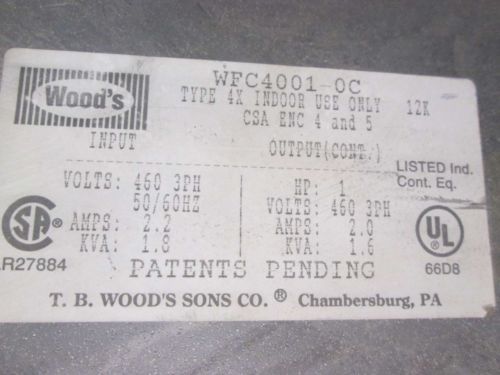 Wood's
WFC4001-0C
TYPE 4X INDOOR USE ONLY 12K
CSA ENC 4 and 5
INPUT OUTPUT(CONT:)
LISTED Ind.
Cont. Eq.
VOLTS: 460 3PH
50/60HZ
AMPS: 2.2
KVA: 1.8
HP: 1
VOLTS: 460 3PH
AMPS: 2.0
KVA: 1.6
SA ®
LR27884
UL ®
66D8
PATENTS PENDING
T. B. WOOD'S SONS CO. ® Chambersburg, PA